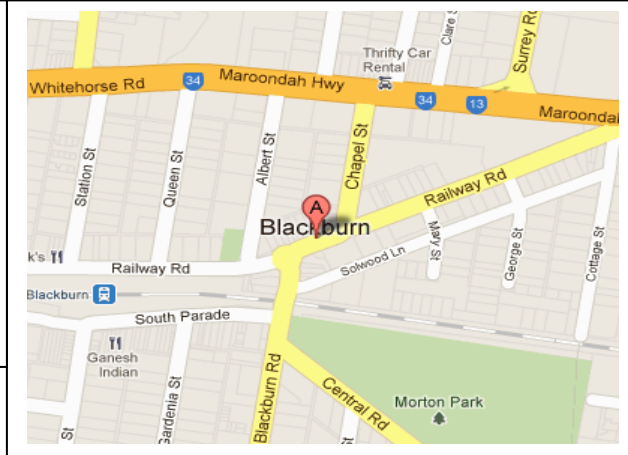 Clare S
Surrey Rd
Thrifty Car
Rental
Whitehorse Rd
34
Maroondah Hwy
34
13
Maroondah
Station St
Queen St
Albert St
Chapel St
A
Blackburn
Railway Rd
Solwood Ln
Mary St
George St
Cottage St
k's
Railway Rd
Blackburn
South Parade
Ganesh
Indian
St
Gardenia St
Blackburn Rd
Central Rd
St
Morton Park